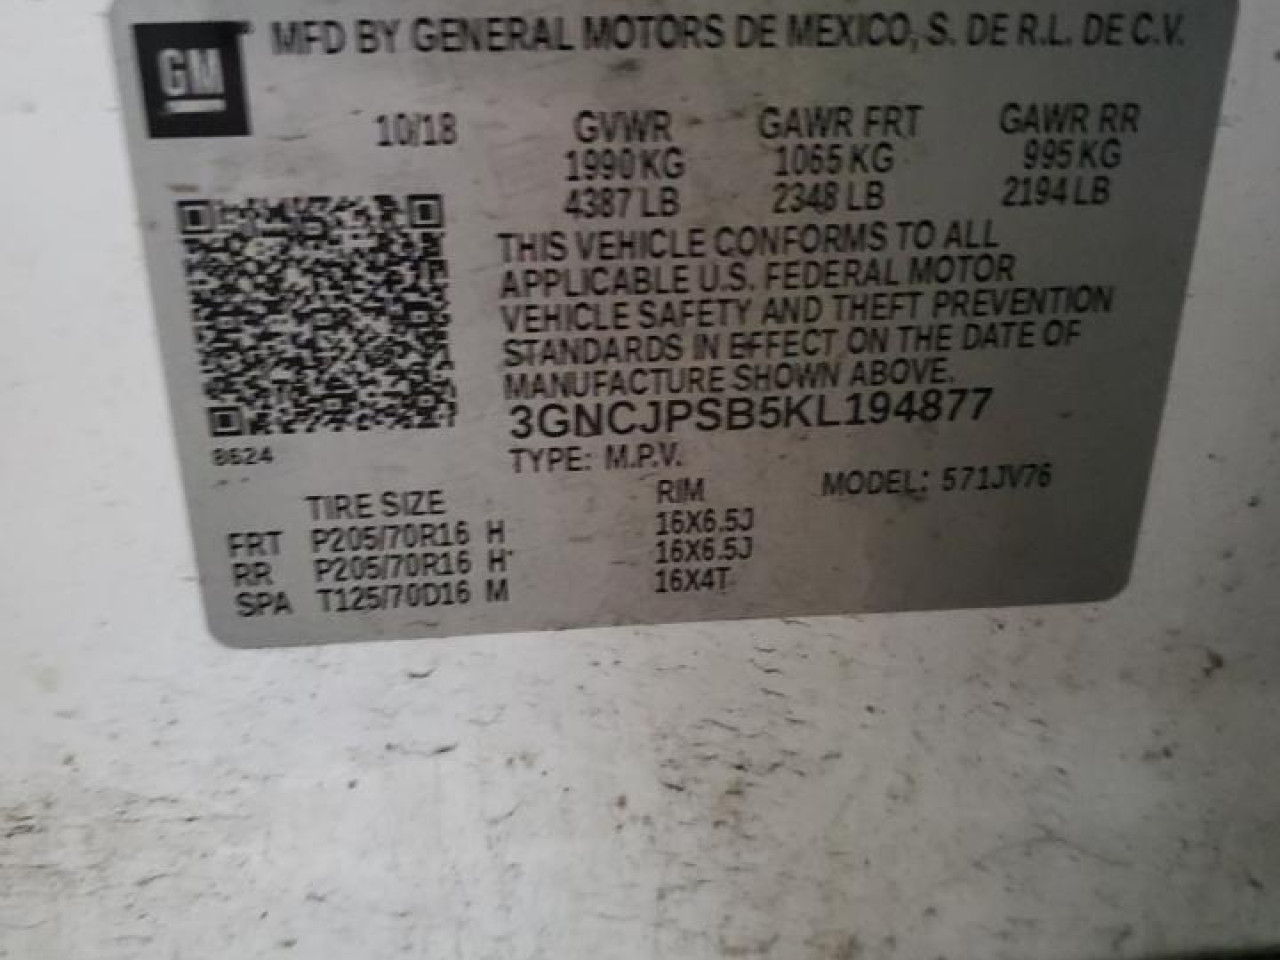 GM MFD BY GENERAL MOTORS DE MEXICO, S. DE R.L. DE C.V.
10/18 GVWR GAWR FRT GAWR RR
1990 KG 1065 KG 995 KG
4387 LB 2348 LB 2194 LB
THIS VEHICLE CONFORMS TO ALL
APPLICABLE U.S. FEDERAL MOTOR
VEHICLE SAFETY AND THEFT PREVENTION
STANDARDS IN EFFECT ON THE DATE OF
MANUFACTURE SHOWN ABOVE.
3GNCJPSB5KL194877
8624
TYPE: M.P.V.
MODEL: 571JV76
TIRE SIZE RIM
FRT P205/70R16 H 16X6.5J
RR P205/70R16 H 16X6.5J
SPA T125/70D16 M 16X4T